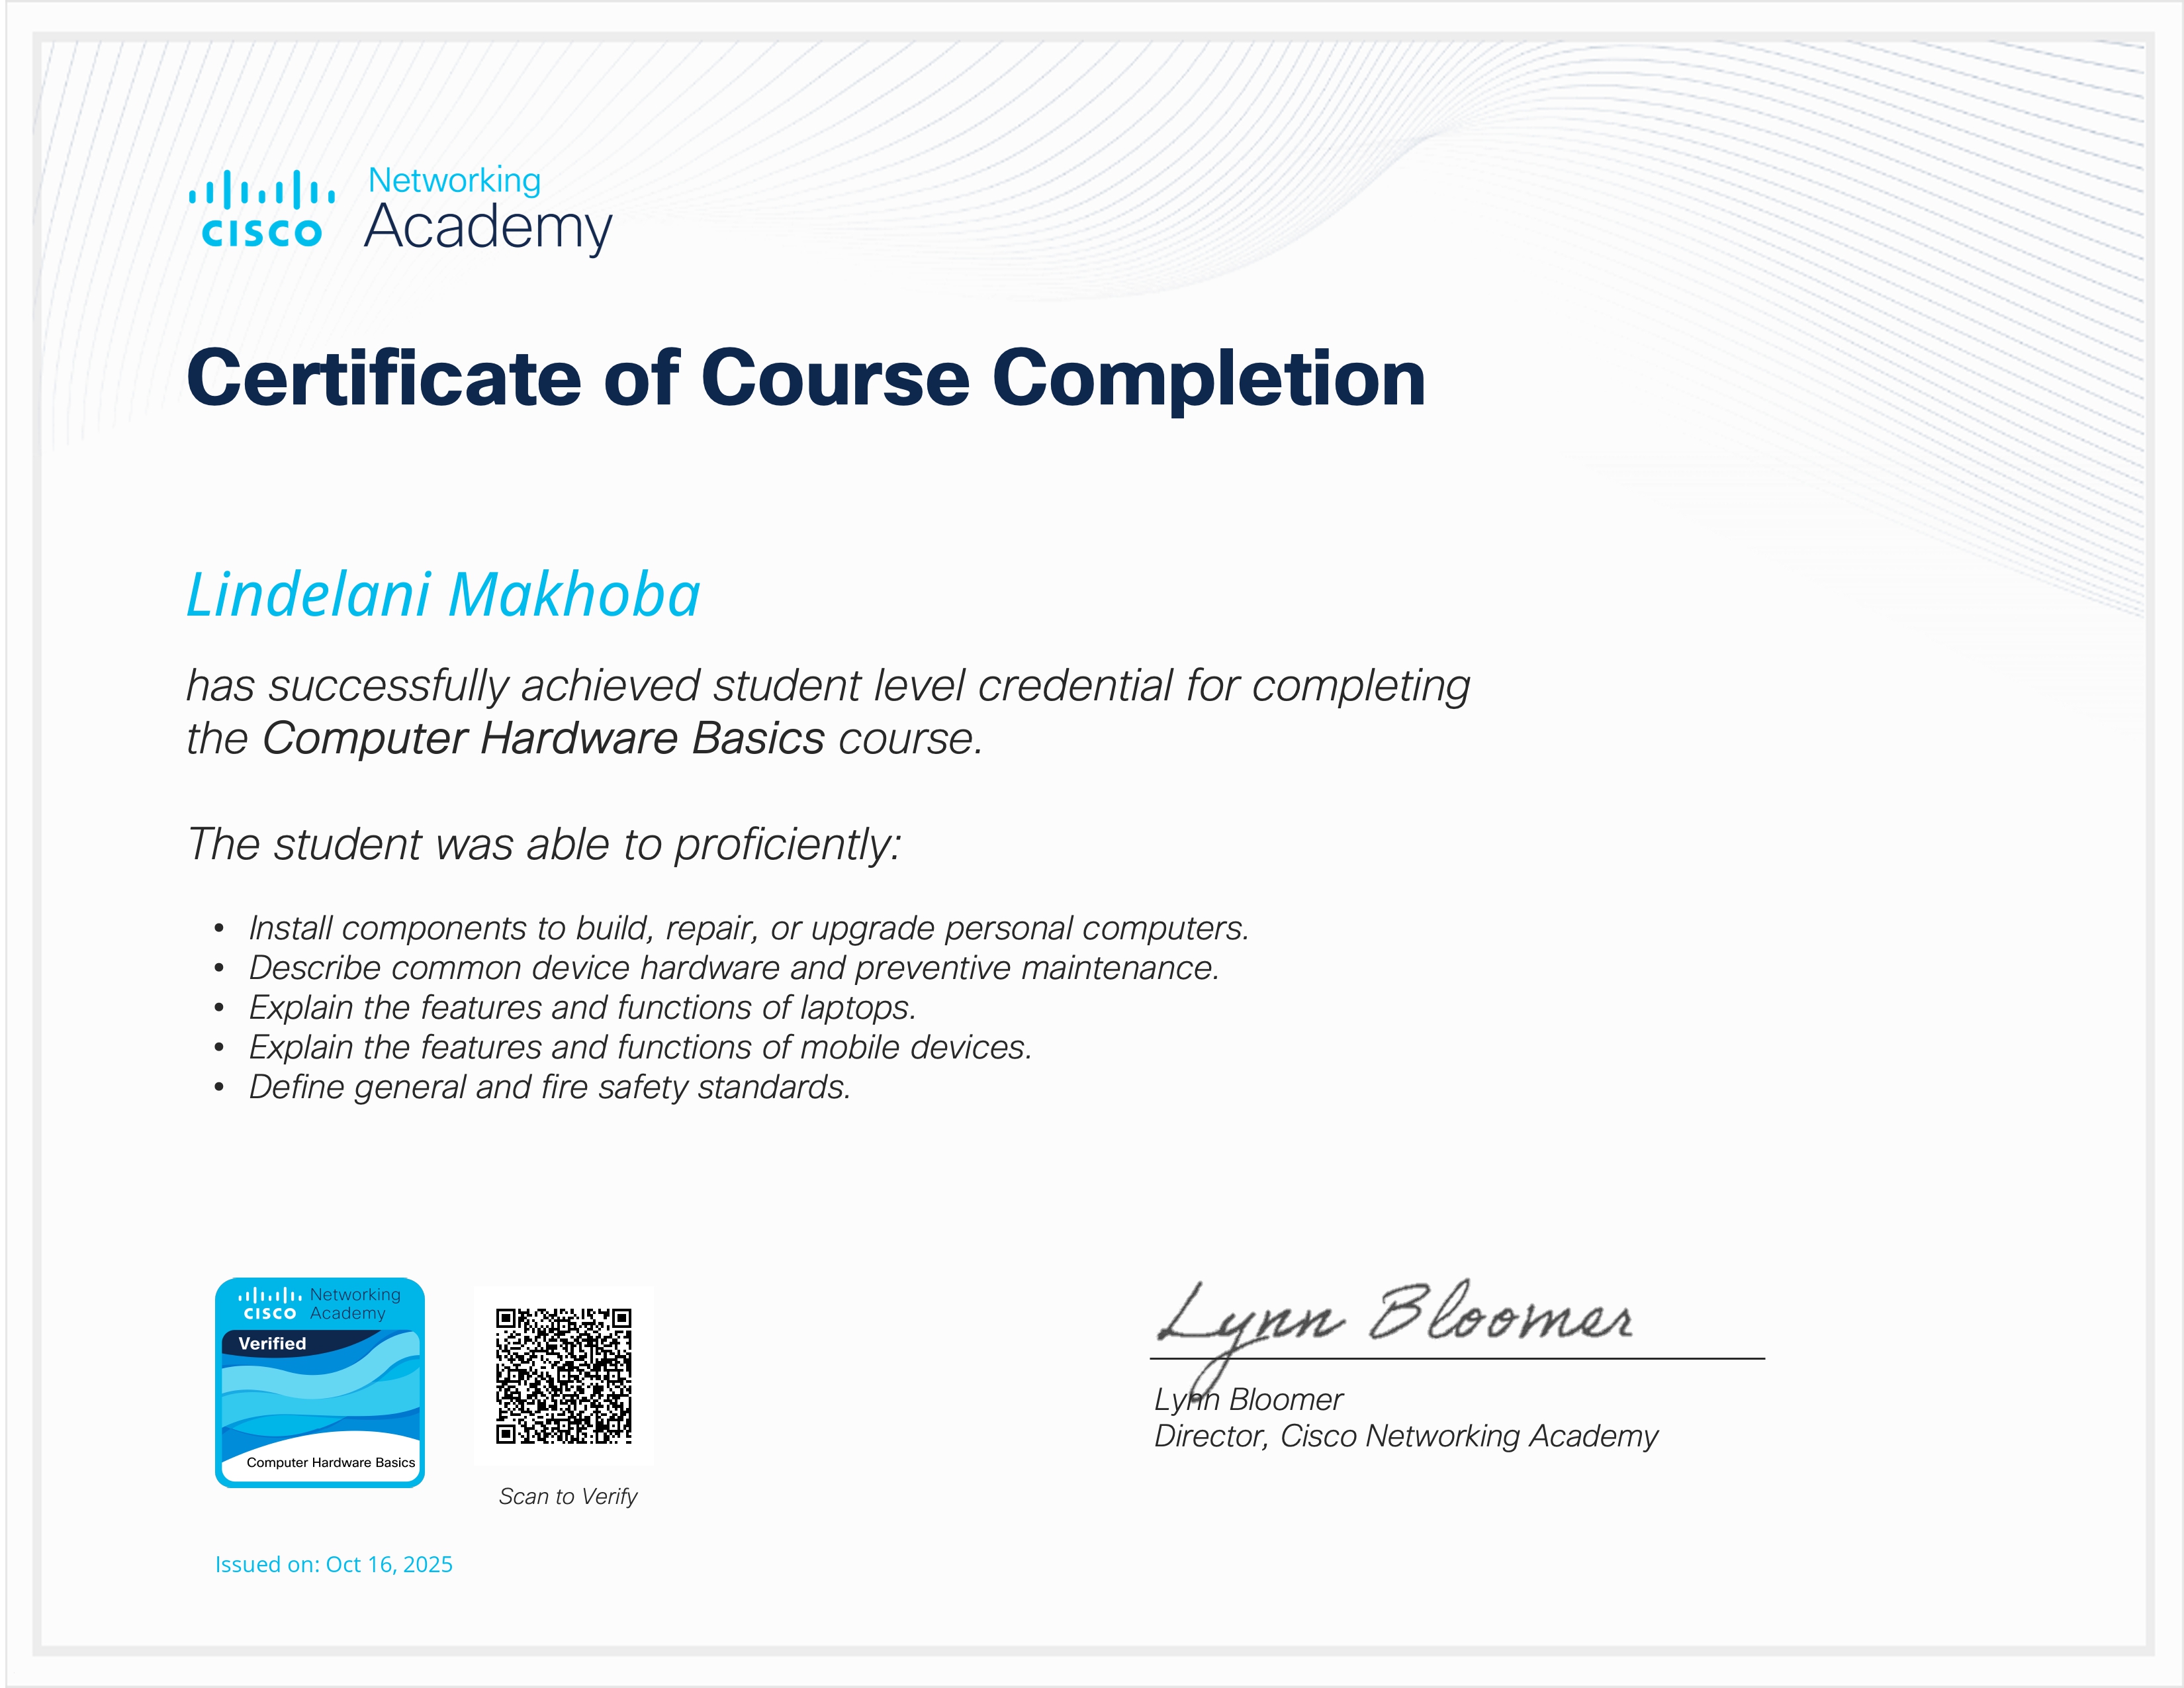 Networking
CISCO Academy
Certificate of Course Completion
Lindelani Makhoba
has successfully achieved student level credential for completing
the Computer Hardware Basics course.
The student was able to proficiently:
• Install components to build, repair, or upgrade personal computers.
• Describe common device hardware and preventive maintenance.
• Explain the features and functions of laptops.
• Explain the features and functions of mobile devices.
• Define general and fire safety standards.
Networking
CISCO Academy
Verified
Computer Hardware Basics
Scan to Verify
Lynn Bloomer
Lynn Bloomer
Director, Cisco Networking Academy
Issued on: Oct 16, 2025